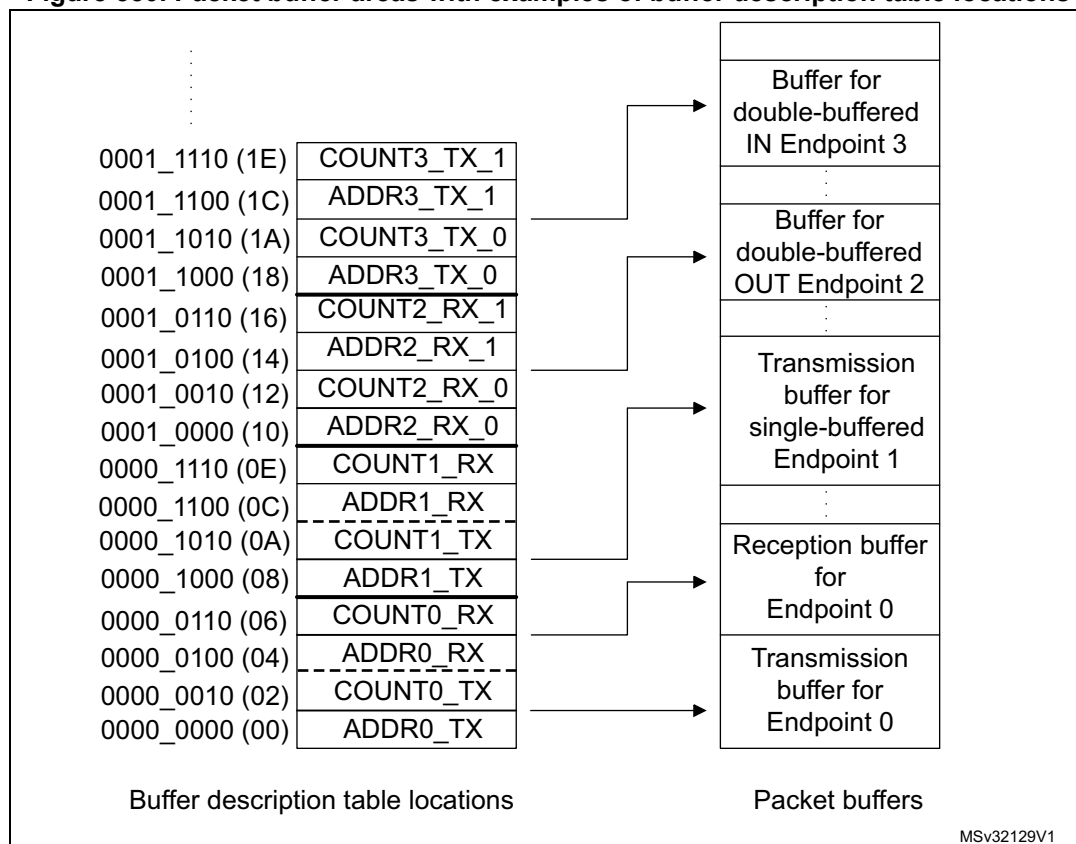 Packet buffer areas with examples of buffer description table locations
0001_1110 (1E) COUNT3_TX_1
0001_1100 (1C) ADDR3_TX_1
0001_1010 (1A) COUNT3_TX_0
0001_1000 (18) ADDR3_TX_0
0001_0110 (16) COUNT2_RX_1
0001_0100 (14) ADDR2_RX_1
0001_0010 (12) COUNT2_RX_0
0001_0000 (10) ADDR2_RX_0
0000_1110 (0E) COUNT1_RX
0000_1100 (0C) ADDR1_RX
0000_1010 (0A) COUNT1_TX
0000_1000 (08) ADDR1_TX
0000_0110 (06) COUNT0_RX
0000_0100 (04) ADDR0_RX
0000_0010 (02) COUNT0_TX
0000_0000 (00) ADDR0_TX
Buffer description table locations
Buffer for
double-buffered
IN Endpoint 3
Buffer for
double-buffered
OUT Endpoint 2
Transmission
buffer for
single-buffered
Endpoint 1
Reception buffer
for
Endpoint 0
Transmission
buffer for
Endpoint 0
Packet buffers
MSv32129V1